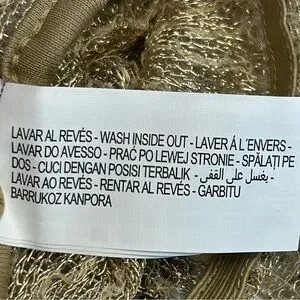 LAVAR AL REVÉS - WASH INSIDE OUT - LAVER Á L'ENVERS -
LAVAR DO AVESSO - PRAĆ PO LEWEJ STRONIE - SPĂLAȚI PE
DOS - CUCI DENGAN POSISI TERBALIK - يغسل على القفى -
LAVAR AO REVÉS - RENTAR AL REVÉS - GARBITU
BARRUKOZ KANPORA